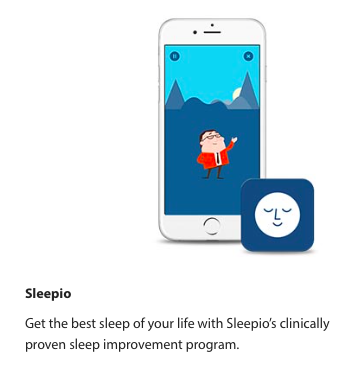 Sleepio
Get the best sleep of your life with Sleepio's clinically
proven sleep improvement program.